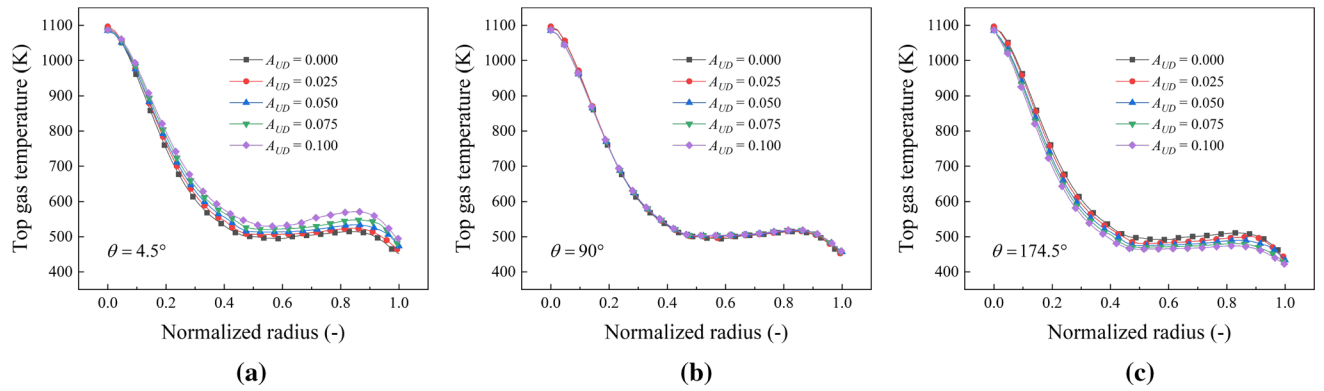 1100
1000
900
800
700
600
500
400
Top gas temperature (K)
A_UD = 0.000
A_UD = 0.025
A_UD = 0.050
A_UD = 0.075
A_UD = 0.100
θ = 4.5°
0.0 0.2 0.4 0.6 0.8 1.0
Normalized radius (-)
(a)
1100
1000
900
800
700
600
500
400
Top gas temperature (K)
A_UD = 0.000
A_UD = 0.025
A_UD = 0.050
A_UD = 0.075
A_UD = 0.100
θ = 90°
0.0 0.2 0.4 0.6 0.8 1.0
Normalized radius (-)
(b)
1100
1000
900
800
700
600
500
400
Top gas temperature (K)
A_UD = 0.000
A_UD = 0.025
A_UD = 0.050
A_UD = 0.075
A_UD = 0.100
θ = 174.5°
0.0 0.2 0.4 0.6 0.8 1.0
Normalized radius (-)
(c)